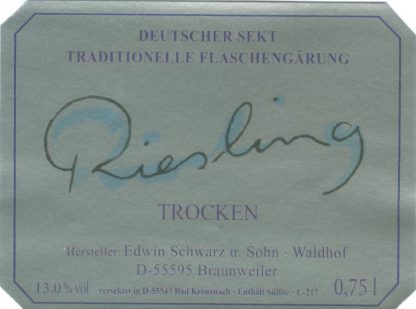 DEUTSCHER SEKT
TRADITIONELLE FLASCHENGÄRUNG
Riesling
TROCKEN
Hersteller: Edwin Schwarz u. Sohn · Waldhof
D-55595 Braunweiler
13.0% vol versektet in D-55543 Bad Kreuznach · Enthält Sulfite · L-217 0,75 l